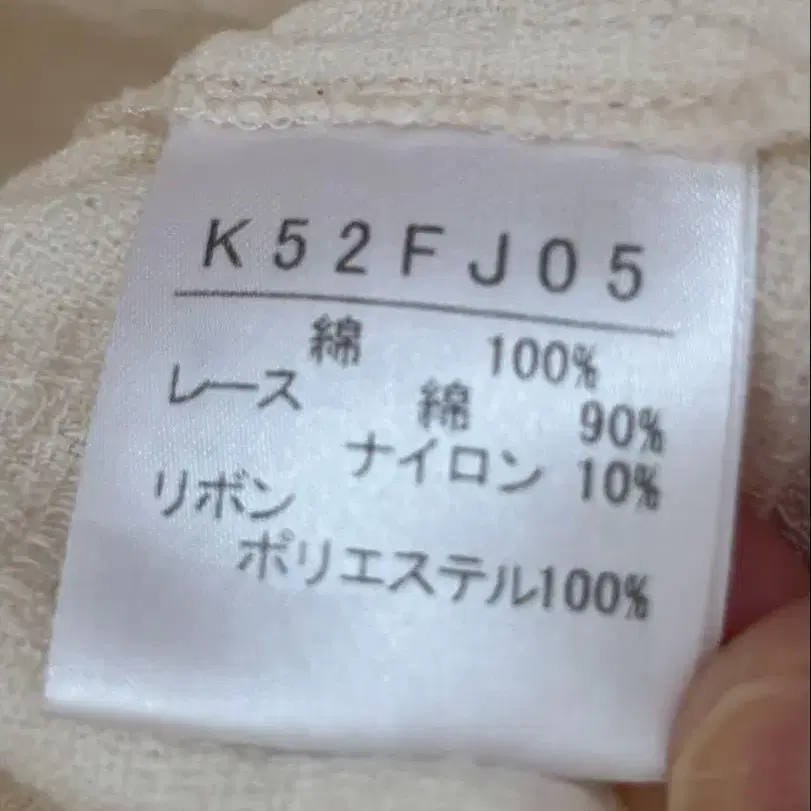 K52FJ05
綿 100%
レース 綿 90%
ナイロン 10%
リボン
ポリエステル100%